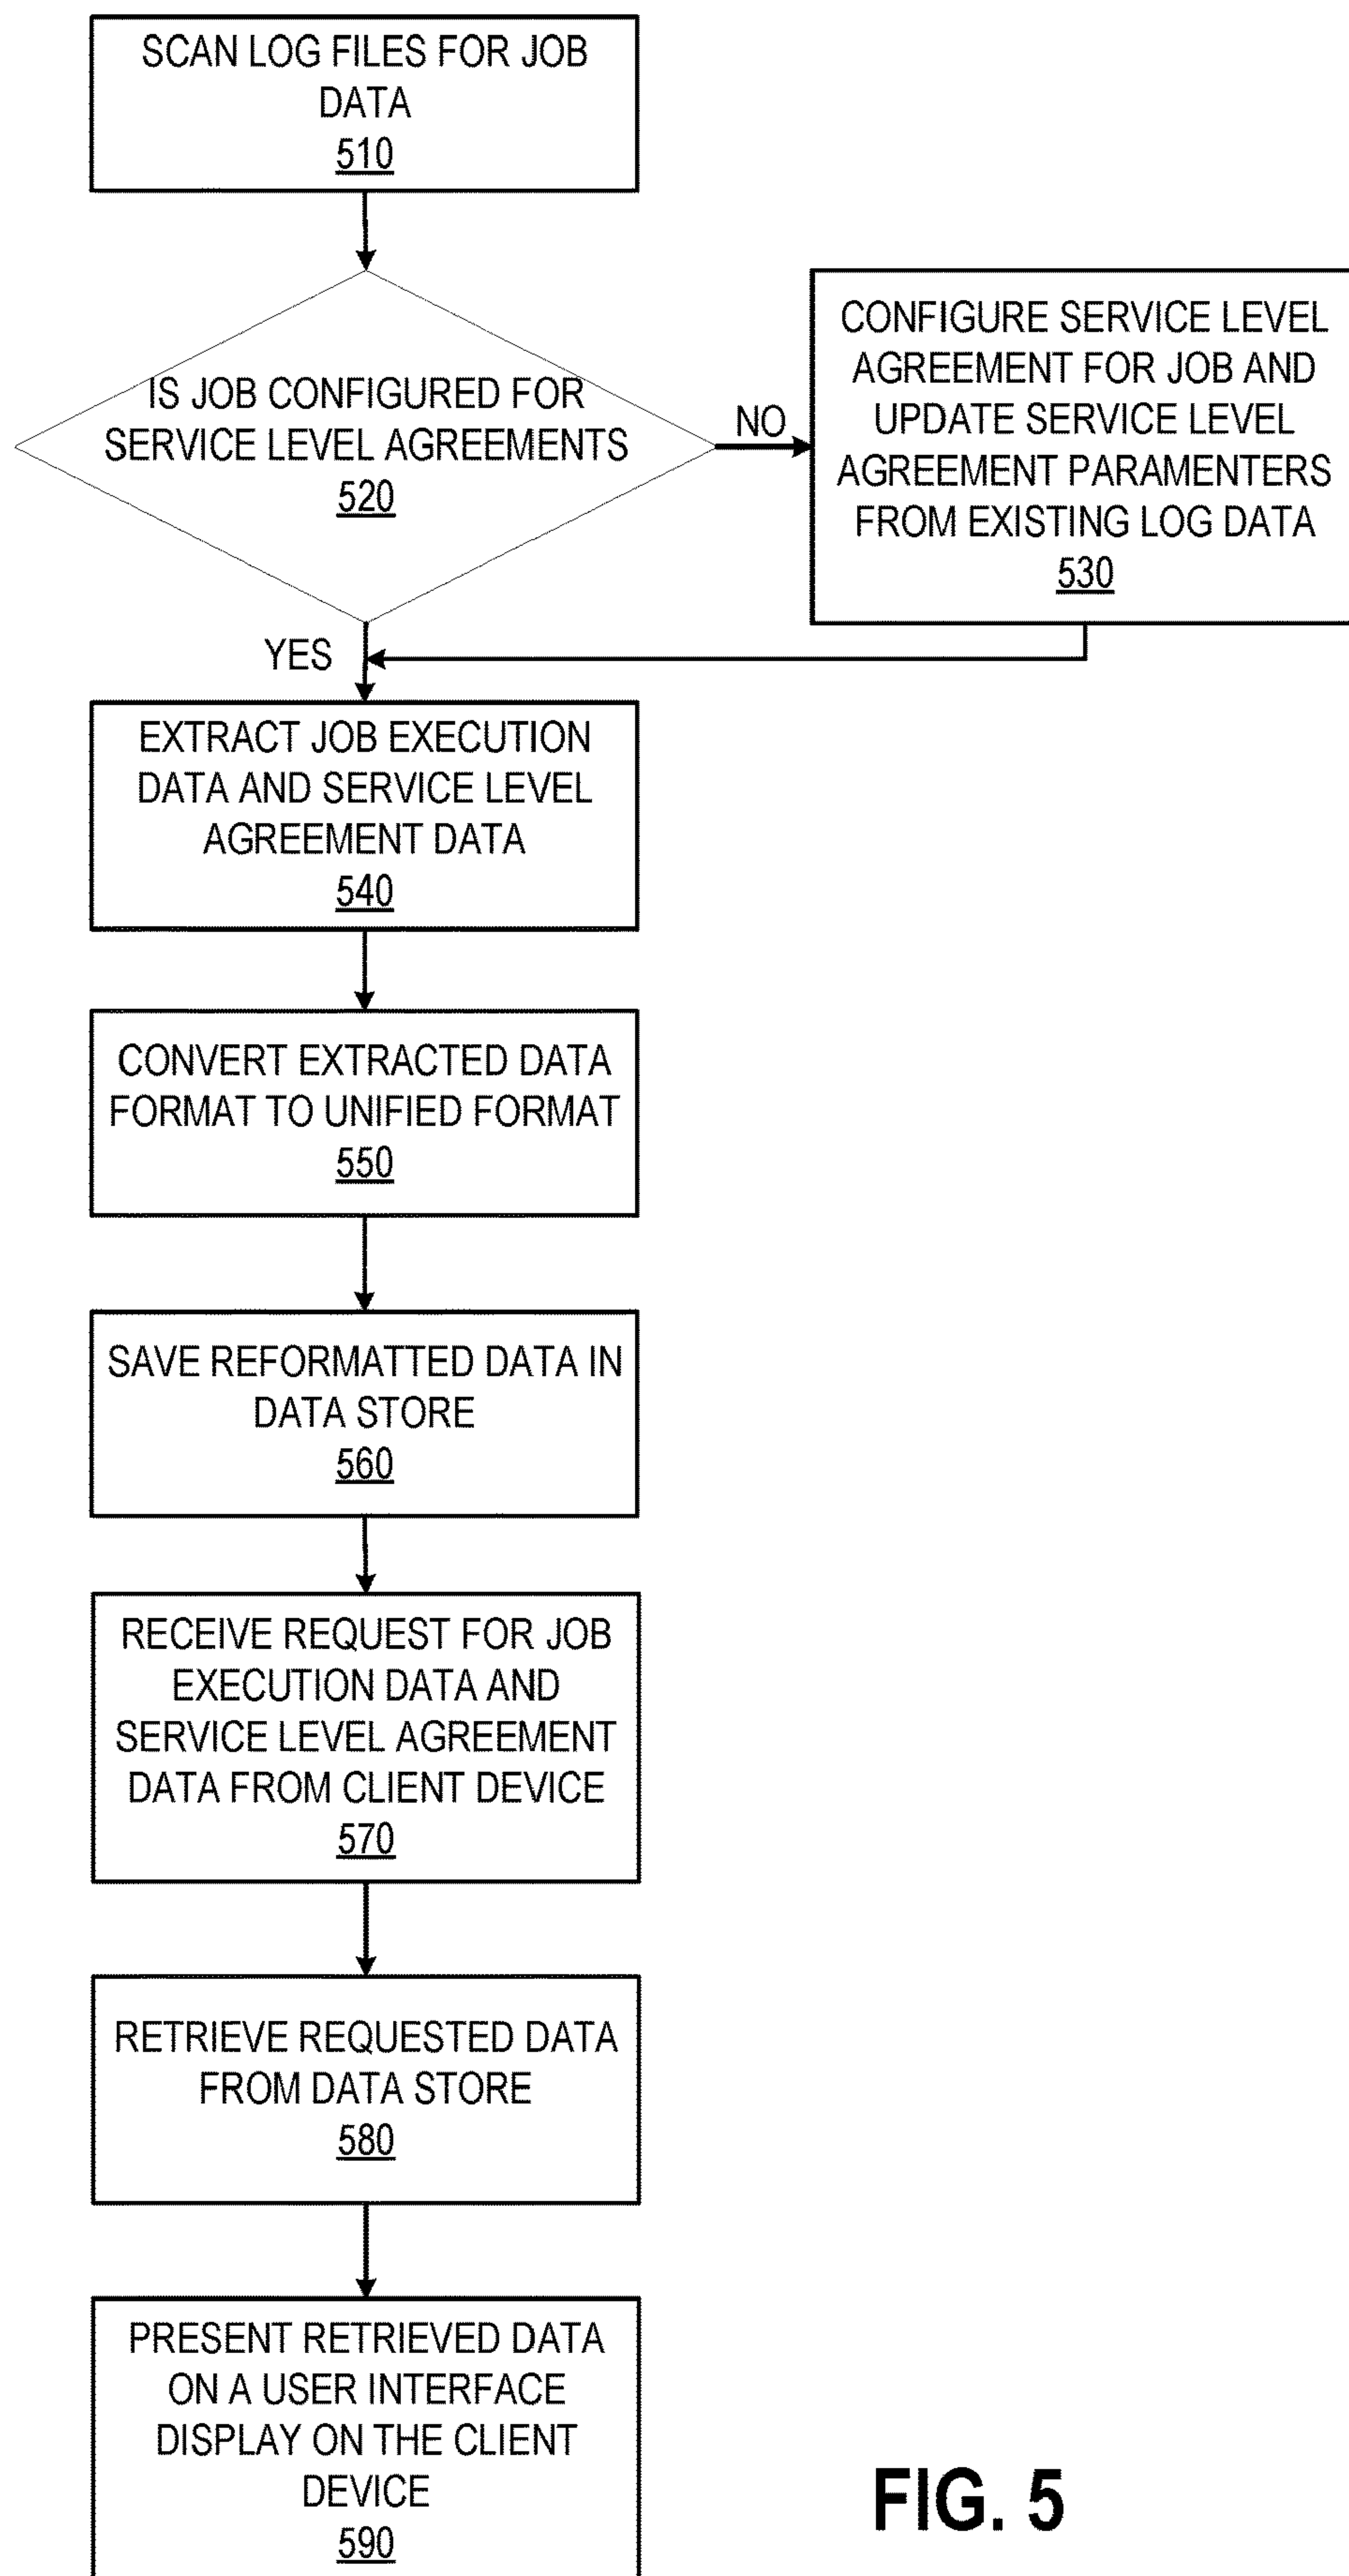 SCAN LOG FILES FOR JOB
DATA
510
IS JOB CONFIGURED FOR
SERVICE LEVEL AGREEMENTS
520
NO
CONFIGURE SERVICE LEVEL
AGREEMENT FOR JOB AND
UPDATE SERVICE LEVEL
AGREEMENT PARAMENTERS
FROM EXISTING LOG DATA
530
YES
EXTRACT JOB EXECUTION
DATA AND SERVICE LEVEL
AGREEMENT DATA
540
CONVERT EXTRACTED DATA
FORMAT TO UNIFIED FORMAT
550
SAVE REFORMATTED DATA IN
DATA STORE
560
RECEIVE REQUEST FOR JOB
EXECUTION DATA AND
SERVICE LEVEL AGREEMENT
DATA FROM CLIENT DEVICE
570
RETRIEVE REQUESTED DATA
FROM DATA STORE
580
PRESENT RETRIEVED DATA
ON A USER INTERFACE
DISPLAY ON THE CLIENT
DEVICE
590
FIG. 5